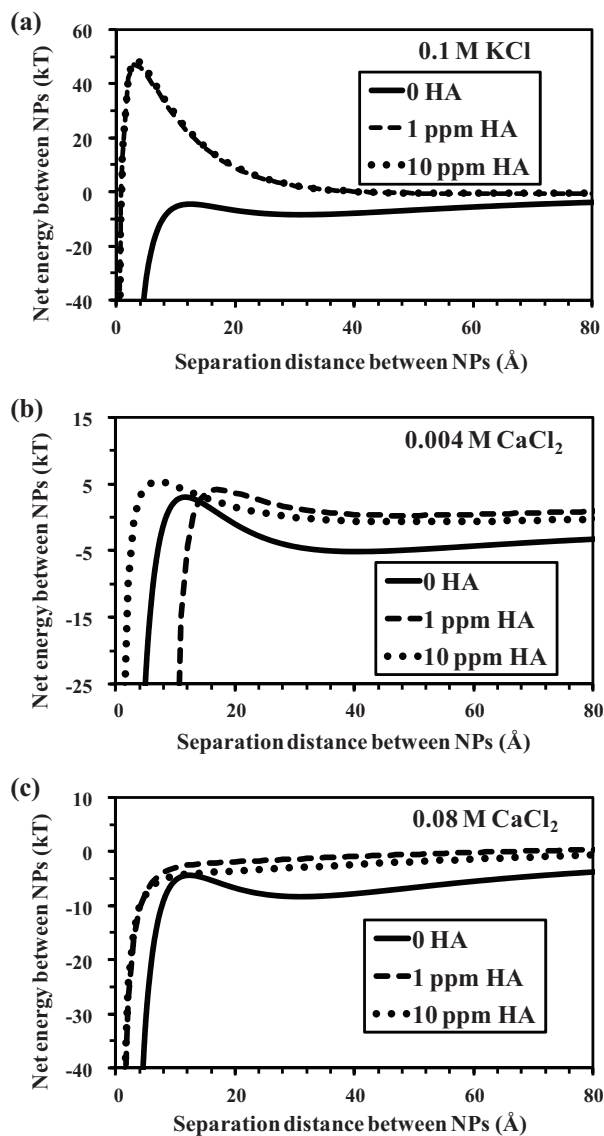 (a)
0.1 M KCl
0 HA
1 ppm HA
10 ppm HA
Net energy between NPs (kT)
60
40
20
0
-20
-40
0 20 40 60 80
Separation distance between NPs (Å)
(b)
0.004 M CaCl₂
0 HA
1 ppm HA
10 ppm HA
Net energy between NPs (kT)
15
5
-5
-15
-25
0 20 40 60 80
Separation distance between NPs (Å)
(c)
0.08 M CaCl₂
0 HA
1 ppm HA
10 ppm HA
Net energy between NPs (kT)
10
0
-10
-20
-30
-40
0 20 40 60 80
Separation distance between NPs (Å)